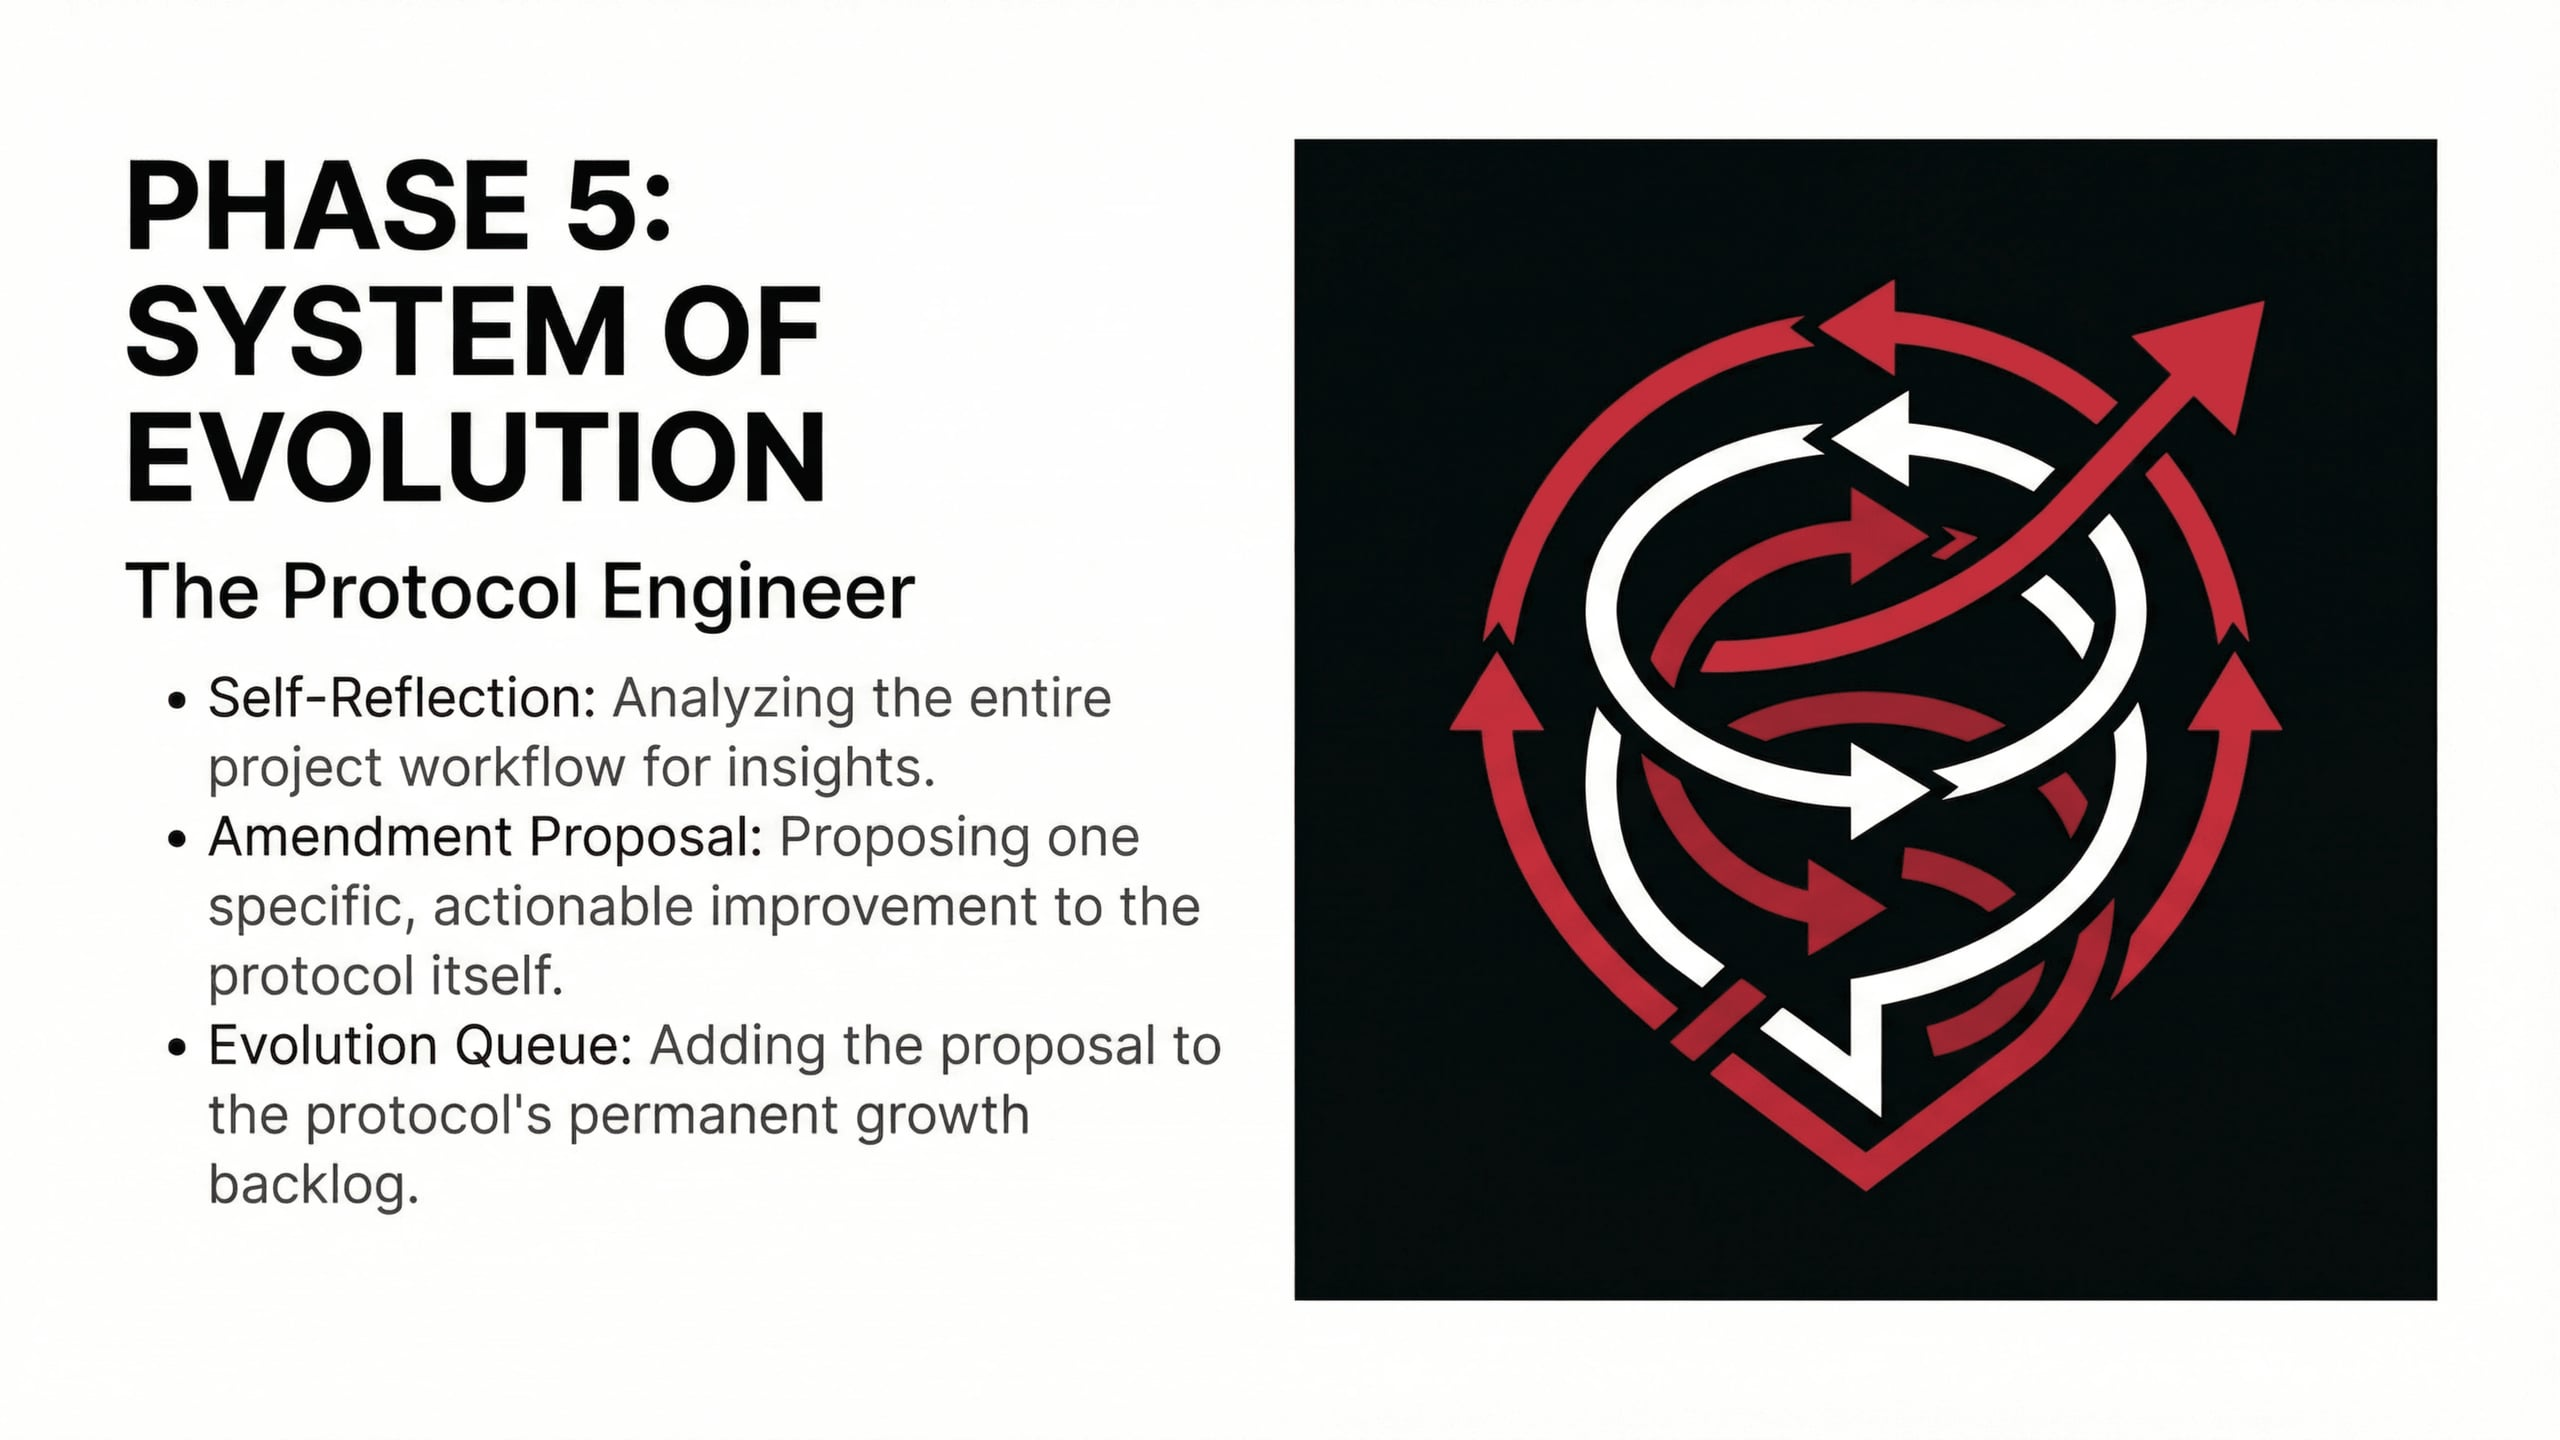 PHASE 5:
SYSTEM OF
EVOLUTION
The Protocol Engineer
• Self-Reflection: Analyzing the entire
project workflow for insights.
• Amendment Proposal: Proposing one
specific, actionable improvement to the
protocol itself.
• Evolution Queue: Adding the proposal to
the protocol's permanent growth
backlog.